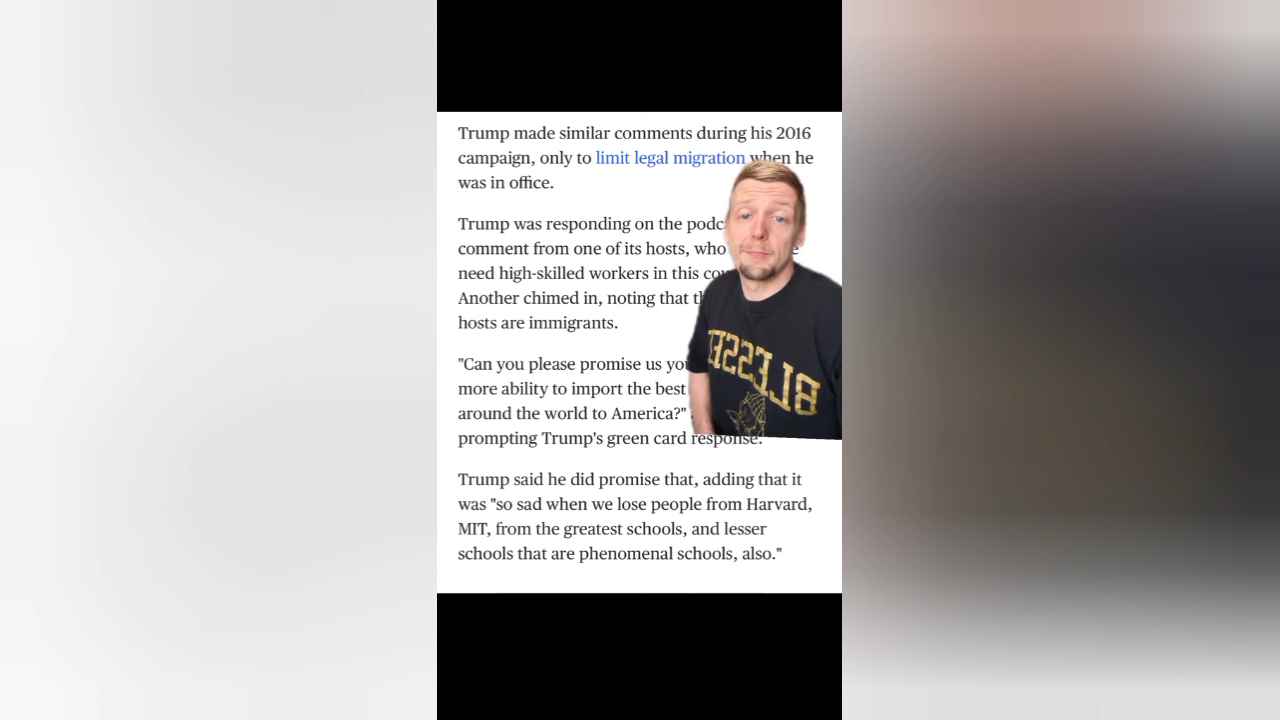 Trump made similar comments during his 2016
campaign, only to limit legal migration when he
was in office.
Trump was responding on the
comment from one of its hosts, who
need high-skilled workers in this
Another chimed in, noting that
hosts are immigrants.
"Can you please promise us
more ability to import the best
around the world to America?"
prompting Trump's green card response.
Trump said he did promise that, adding that it
was "so sad when we lose people from Harvard,
MIT, from the greatest schools, and lesser
schools that are phenomenal schools, also."
BLESSED